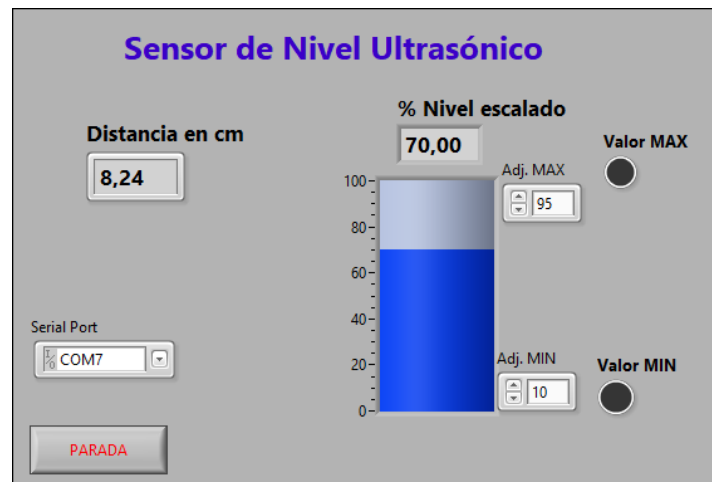 Sensor de Nivel Ultrasónico
% Nivel escalado
Distancia en cm
70,00
Valor MAX
8,24
Adj. MAX
95
100
80
60
40
20
0
Serial Port
COM7
Adj. MIN
10
Valor MIN
PARADA